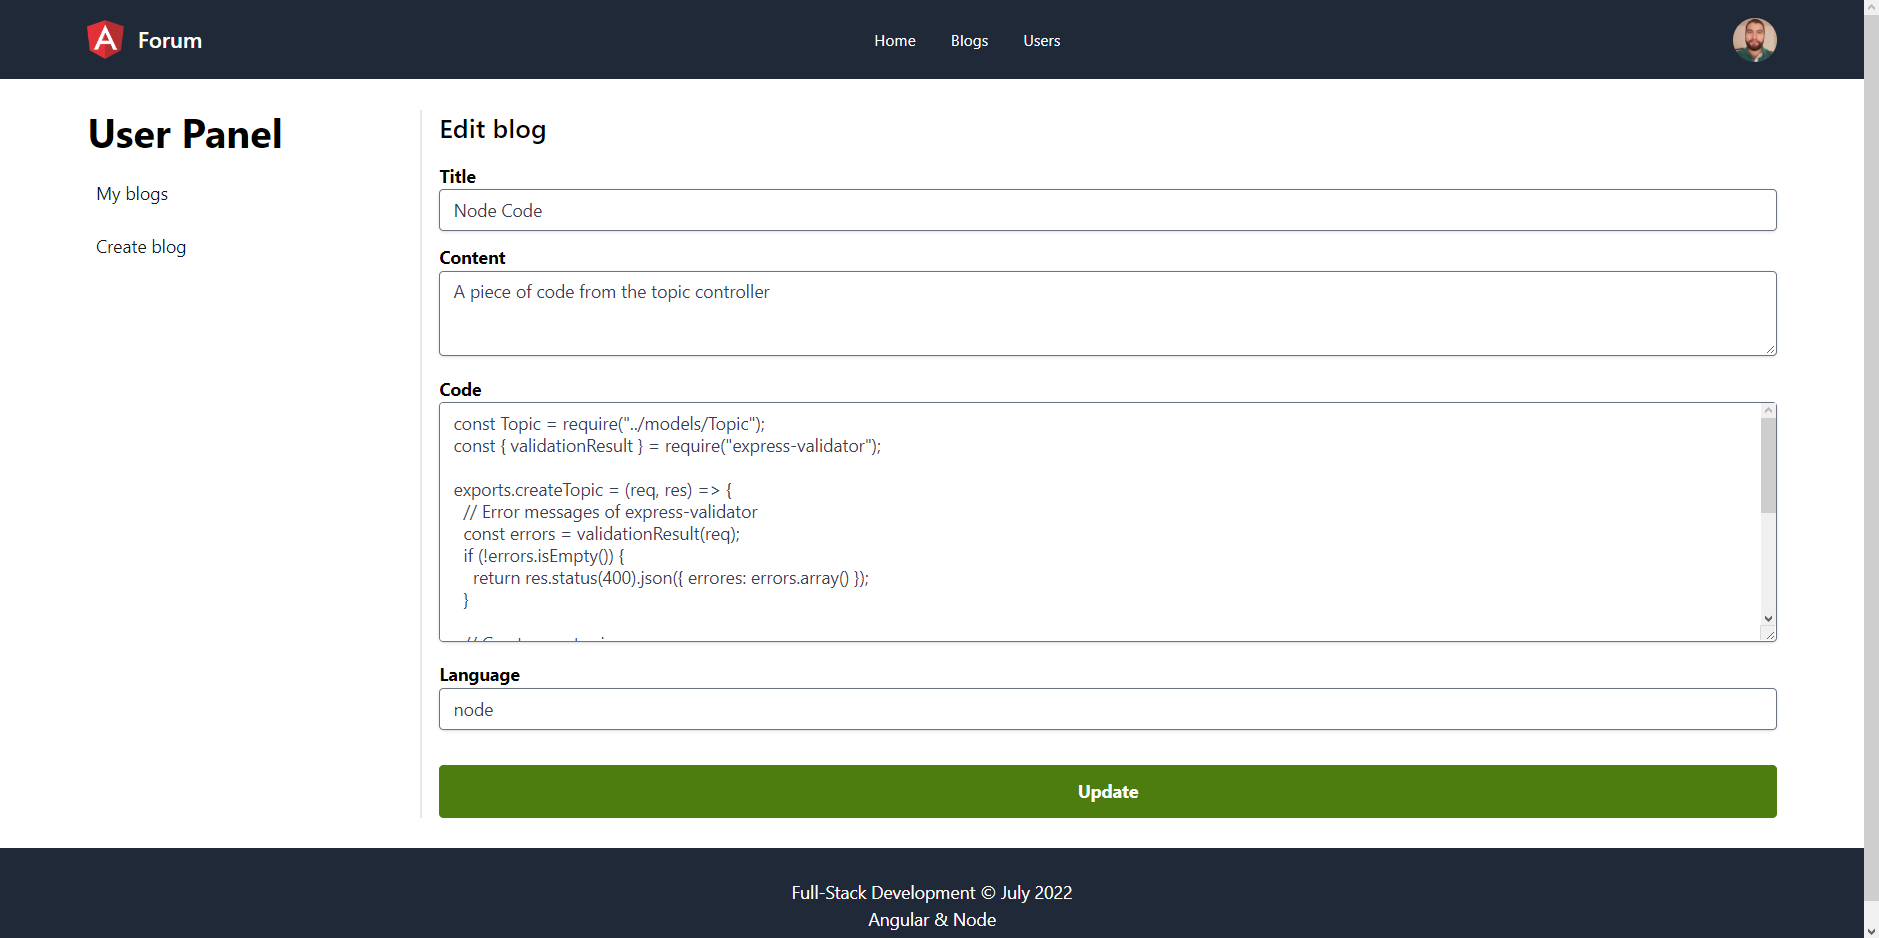 Forum
Home
Blogs
Users
User Panel
My blogs
Create blog
Edit blog
Title
Node Code
Content
A piece of code from the topic controller
Code
const Topic = require("../models/Topic");
const { validationResult } = require("express-validator");
exports.createTopic = (req, res) => {
// Error messages of express-validator
const errors = validationResult(req);
if (!errors.isEmpty()) {
return res.status(400).json({ errores: errors.array() });
}
Language
node
Update
Full-Stack Development © July 2022
Angular & Node